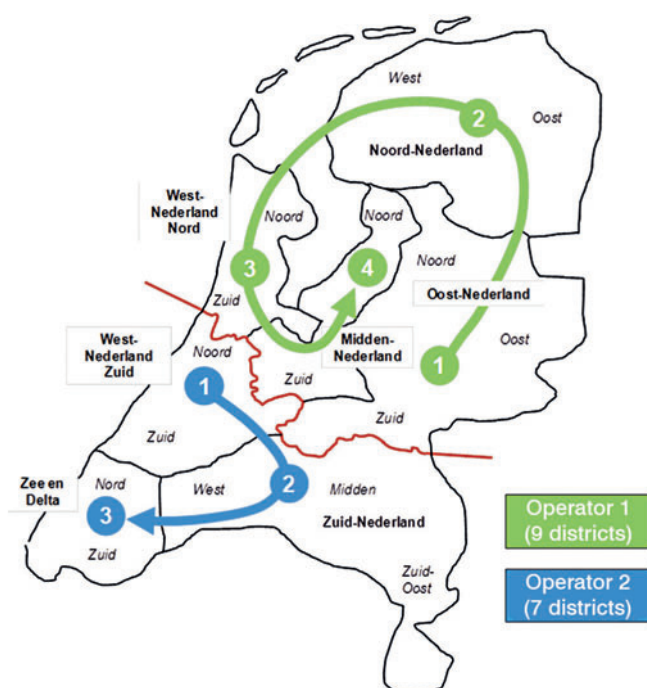 West
2
Oost
Noord-Nederland
West-
Nederland
Nord
Noord
Noord
3
4
Noord
Oost-Nederland
Zuid
West-
Nederland
Zuid
Noord
Midden-
Nederland
Oost
1
1
Zuid
Zuid
Zuid
Zee en
Delta
Nord
West
2
Midden
3
Zuid-Nederland
Zuid
Zuid-
Oost
Operator 1
(9 districts)
Operator 2
(7 districts)